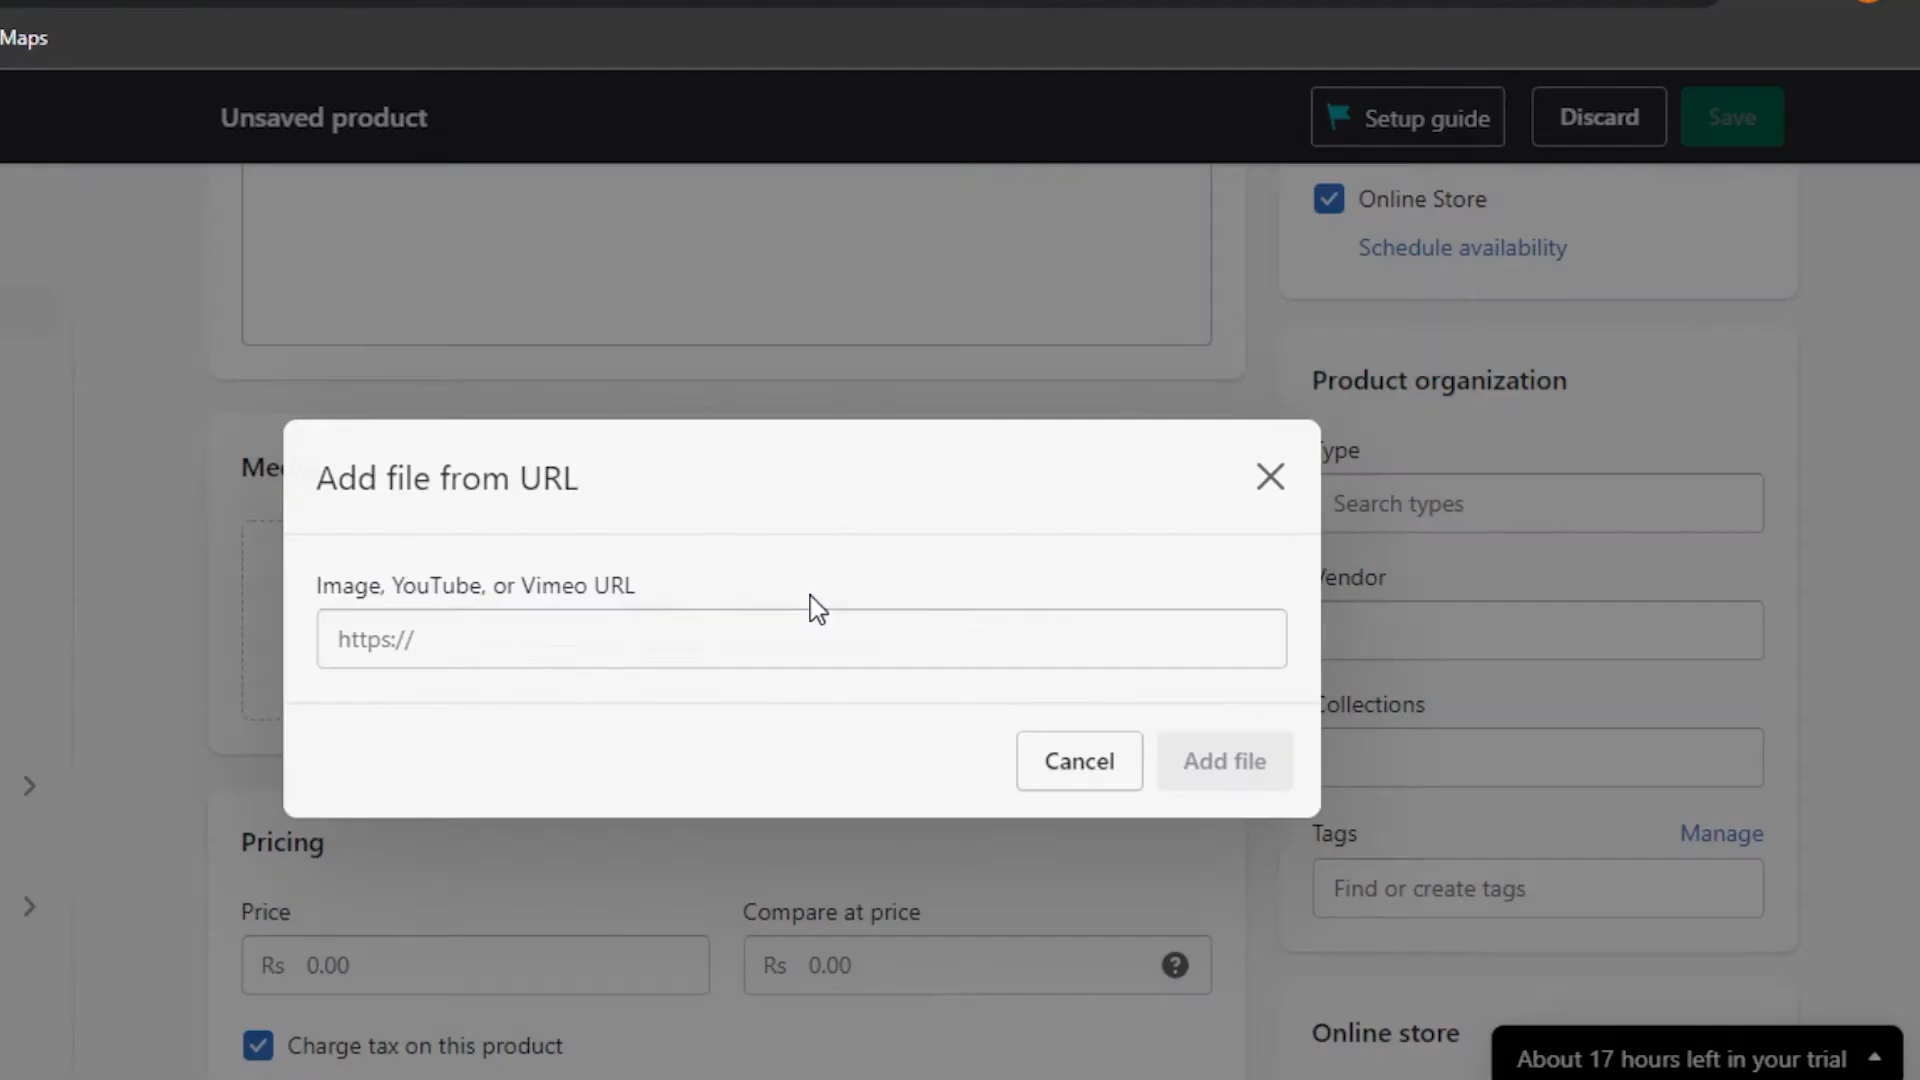 Maps
Unsaved product
Setup guide
Discard
Save
Online Store
Schedule availability
Product organization
Type
Search types
Vendor
Collections
Tags
Manage
Find or create tags
Online store
Add file from URL
Image, YouTube, or Vimeo URL
https://
Cancel
Add file
Pricing
Price
Compare at price
Rs 0.00
Rs 0.00
Charge tax on this product
About 17 hours left in your trial